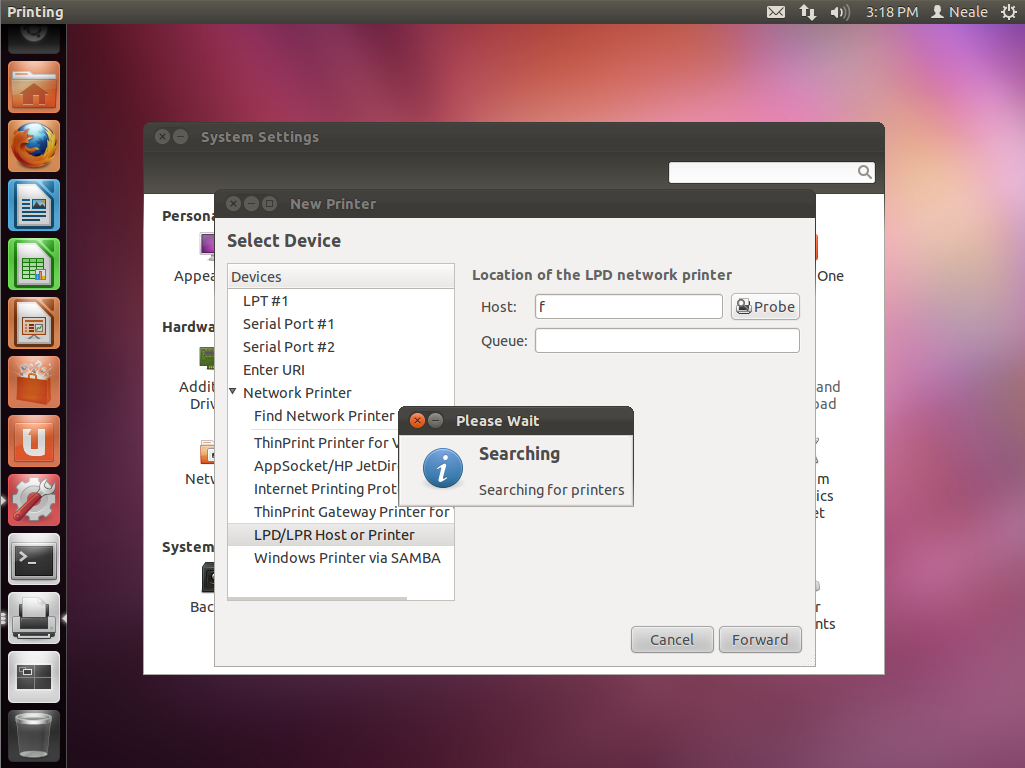 Printing
3:18 PM
Neale
System Settings
New Printer
Persona
Select Device
Devices
LPT #1
Serial Port #1
Serial Port #2
Enter URI
Network Printer
Find Network Printer
ThinPrint Printer for V
AppSocket/HP JetDir
Internet Printing Prot
ThinPrint Gateway Printer for
LPD/LPR Host or Printer
Windows Printer via SAMBA
Location of the LPD network printer
Host: f
Probe
Queue:
Please Wait
Searching
Searching for printers
Cancel
Forward
Appea
One
Hardwa
Additi
Driv
and
oad
Netw
m
ics
et
System
Bac
r
nts